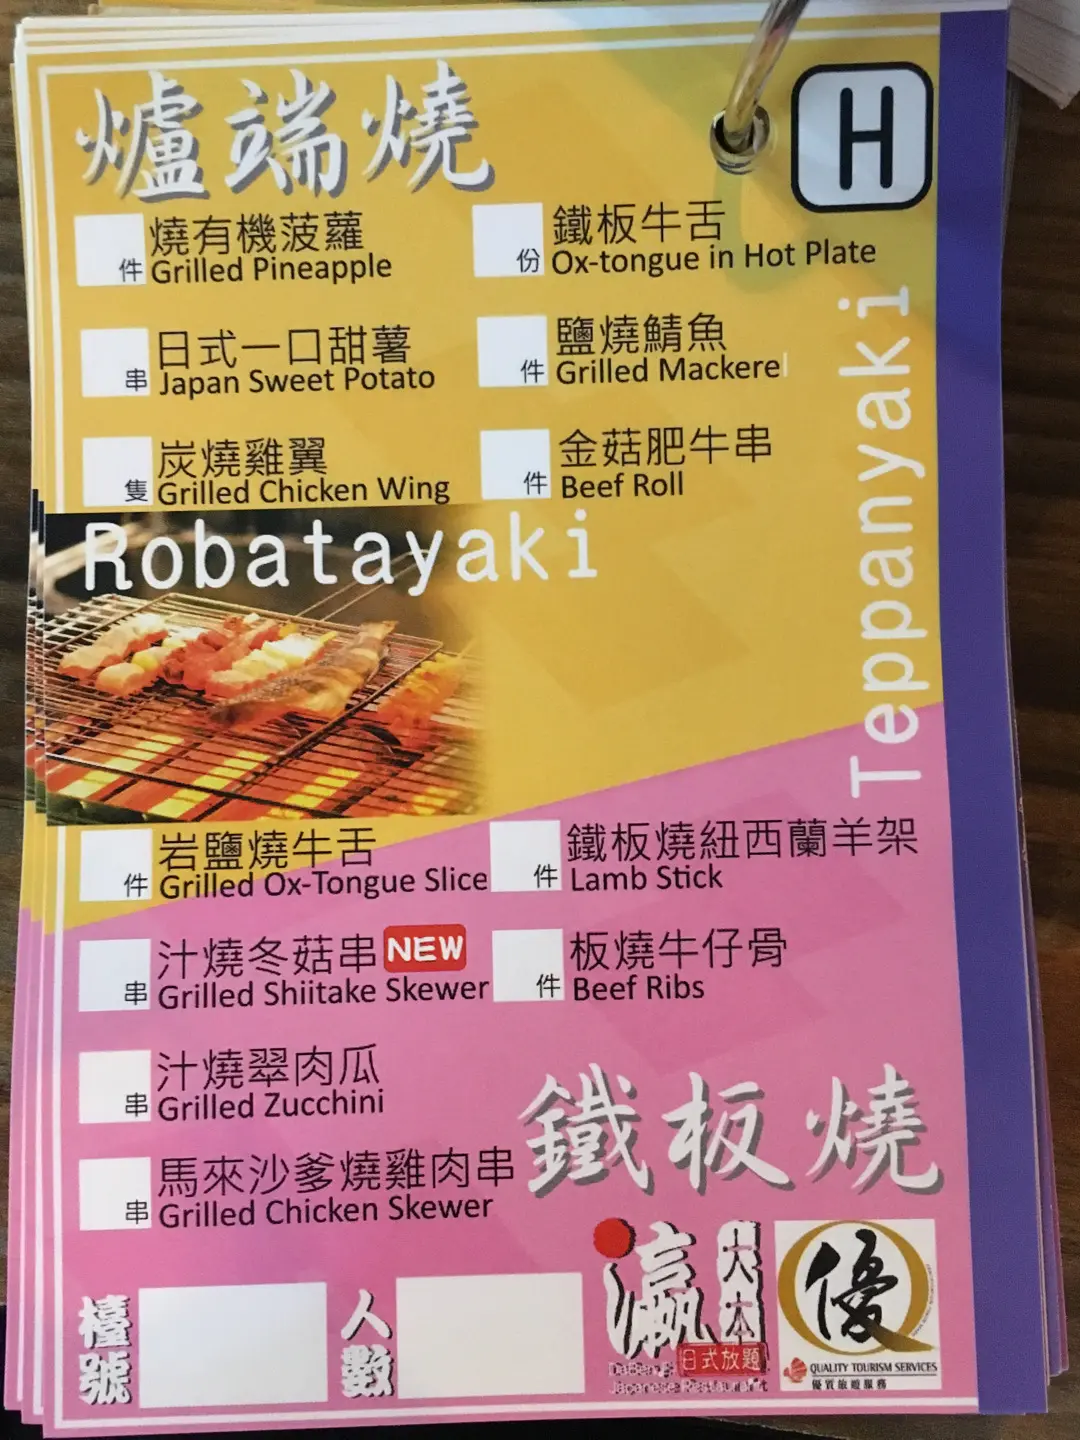 爐端燒
H
件 燒有機菠蘿
Grilled Pineapple
份 鐵板牛舌
Ox-tongue in Hot Plate
串 日式一口甜薯
Japan Sweet Potato
件 鹽燒鯖魚
Grilled Mackerel
隻 炭燒雞翼
Grilled Chicken Wing
件 金菇肥牛串
Beef Roll
Robatayaki
Teppanyaki
件 岩鹽燒牛舌
Grilled Ox-Tongue Slice
件 鐵板燒紐西蘭羊架
Lamb Stick
串 汁燒冬菇串 NEW
Grilled Shiitake Skewer
件 板燒牛仔骨
Beef Ribs
串 汁燒翠肉瓜
Grilled Zucchini
串 馬來沙爹燒雞肉串
Grilled Chicken Skewer
鐵板燒
檯號
人數
大本瀛
日式放題
Japanese Restaurant
優
QUALITY TOURISM SERVICES
優質旅遊服務